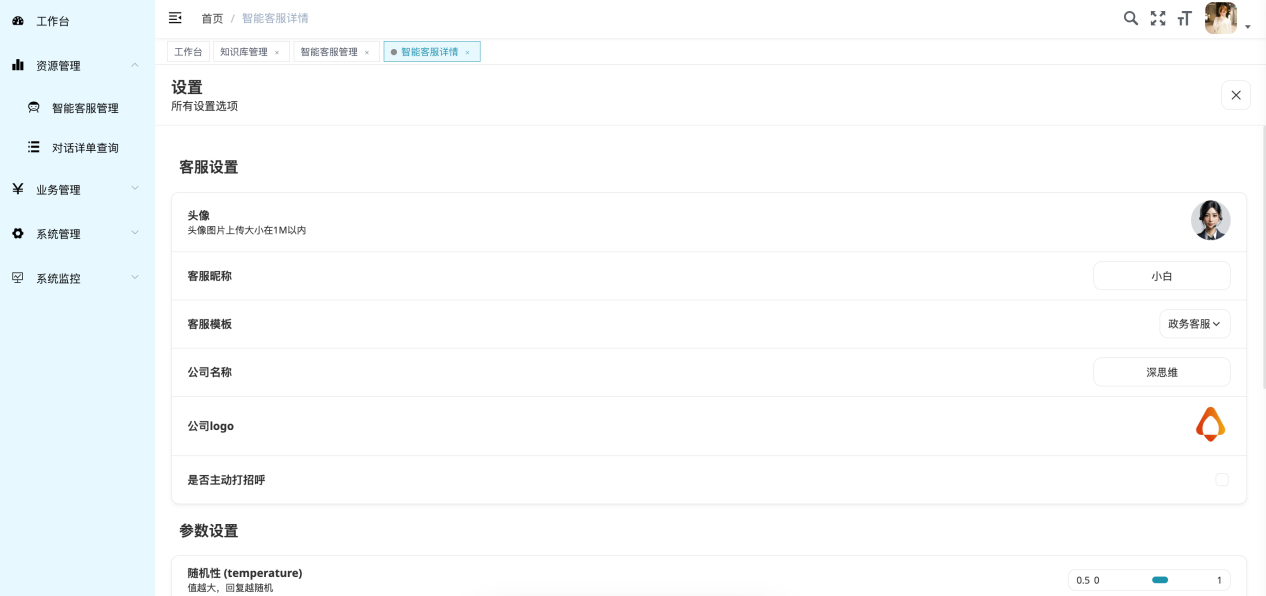 工作台
资源管理
智能客服管理
对话详单查询
业务管理
系统管理
系统监控
首页 / 智能客服详情
工作台 知识库管理 × 智能客服管理 × 智能客服详情 ×
设置
所有设置选项
客服设置
头像
头像图片上传大小在1M以内
客服昵称 小白
客服模板 政务客服
公司名称 深思维
公司logo
是否主动打招呼
参数设置
随机性 (temperature)
值越大，回复越随机
0.5 0 1